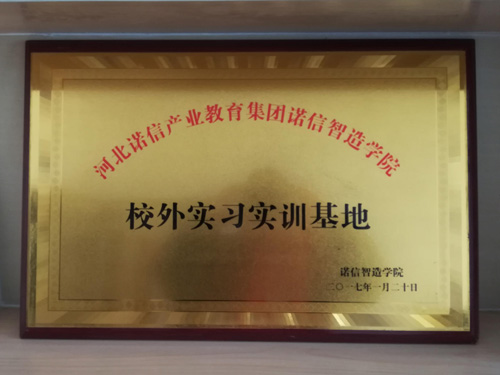 河北诺信产业教育集团诺信智造学院
校外实习实训基地
诺信智造学院
二〇一七年一月二十日